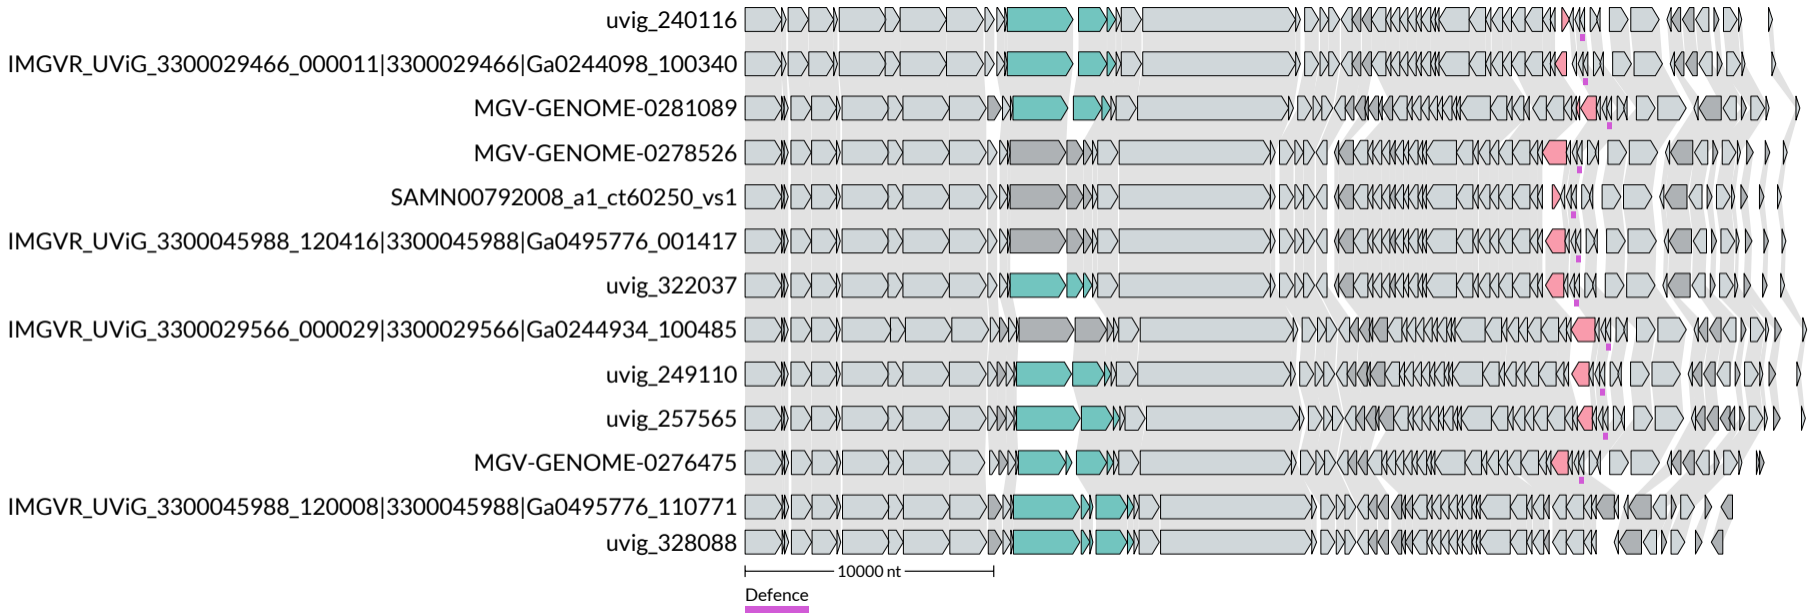 uvig_240116
IMGVR_UViG_3300029466_000011|3300029466|Ga0244098_100340
MGV-GENOME-0281089
MGV-GENOME-0278526
SAMN00792008_a1_ct60250_vs1
IMGVR_UViG_3300045988_120416|3300045988|Ga0495776_001417
uvig_322037
IMGVR_UViG_3300029566_000029|3300029566|Ga0244934_100485
uvig_249110
uvig_257565
MGV-GENOME-0276475
IMGVR_UViG_3300045988_120008|3300045988|Ga0495776_110771
uvig_328088
10000 nt
Defence